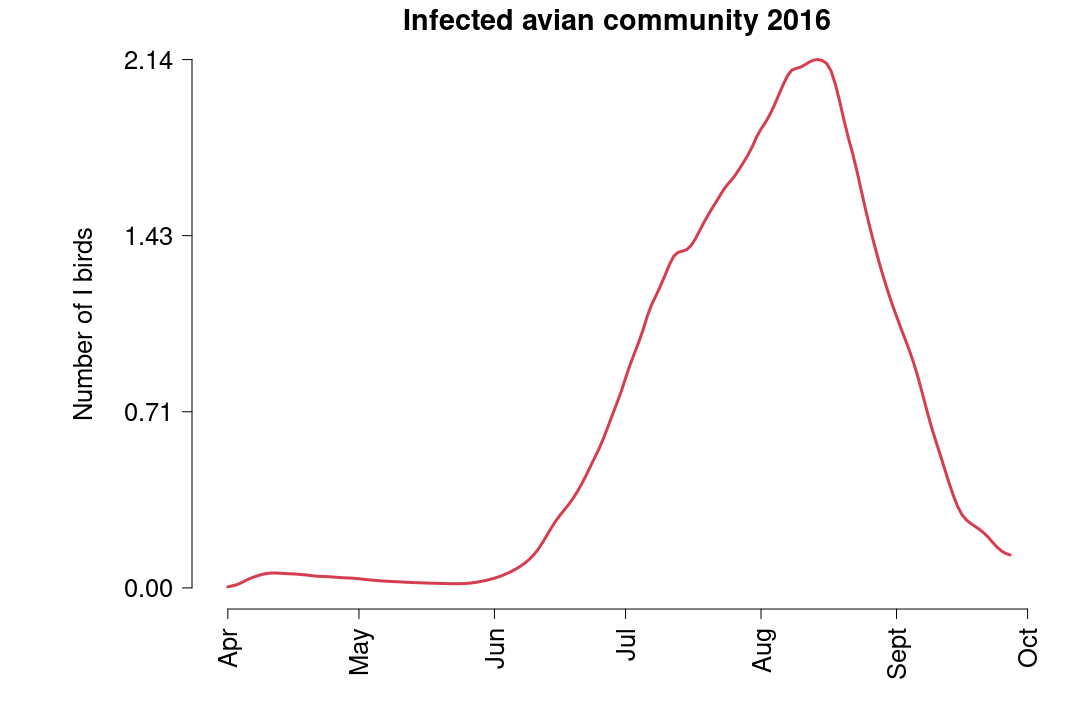 Infected avian community 2016
2.14
1.43
0.71
0.00
Number of I birds
Apr
May
Jun
Jul
Aug
Sept
Oct